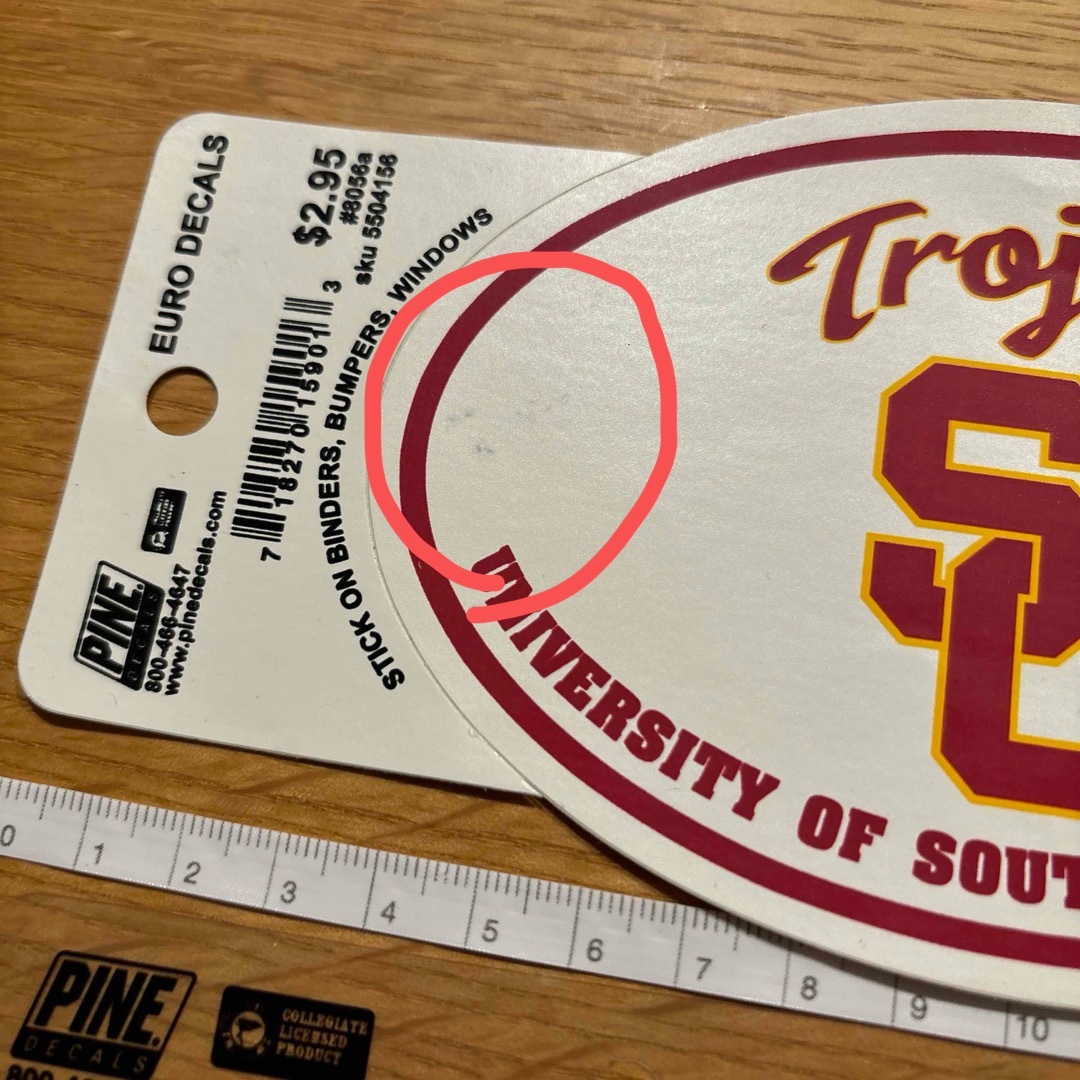 EURO DECALS
$2.95
#8056a
sku 5504156
7 18270 15901 3
STICK ON BINDERS, BUMPERS, WINDOWS
PINE
DECALS
800-466-4647
www.pinedecals.com
Troj
SC
UNIVERSITY OF SOUT
0 1 2 3 4 5 6 7 8 9 10
PINE
DECALS
COLLEGIATE
LICENSED
PRODUCT